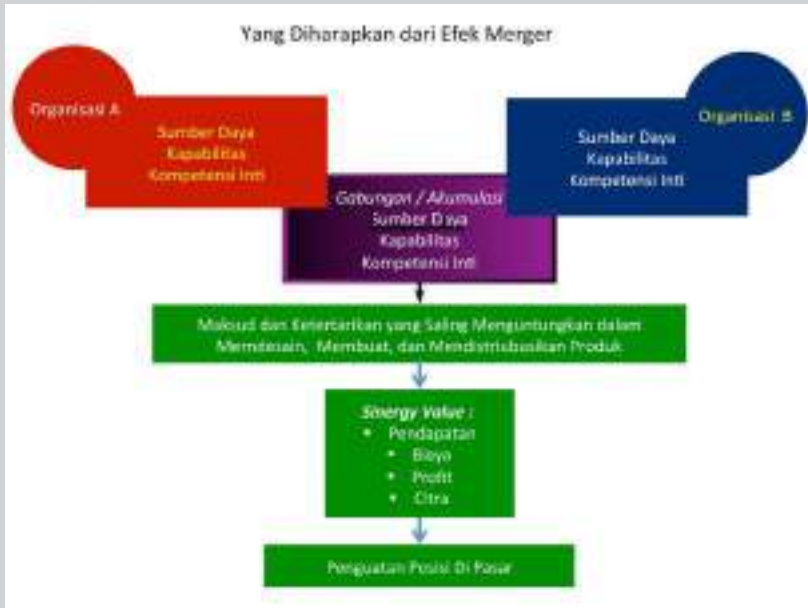 Yang Diharapkan dari Efek Merger
Organisasi A
Sumber Daya
Kapabilitas
Kompetensi Inti
Organisasi B
Sumber Daya
Kapabilitas
Kompetensi Inti
Gabungan / Akumulasi
Sumber Daya
Kapabilitas
Kompetensi Inti
Maksud dan Ketertarikan yang Saling Menguntungkan dalam
Memdesain, Membuat, dan Mendistribusikan Produk
Sinergy Value :
• Pendapatan
• Biaya
• Profit
• Citra
Penguatan Posisi Di Pasar